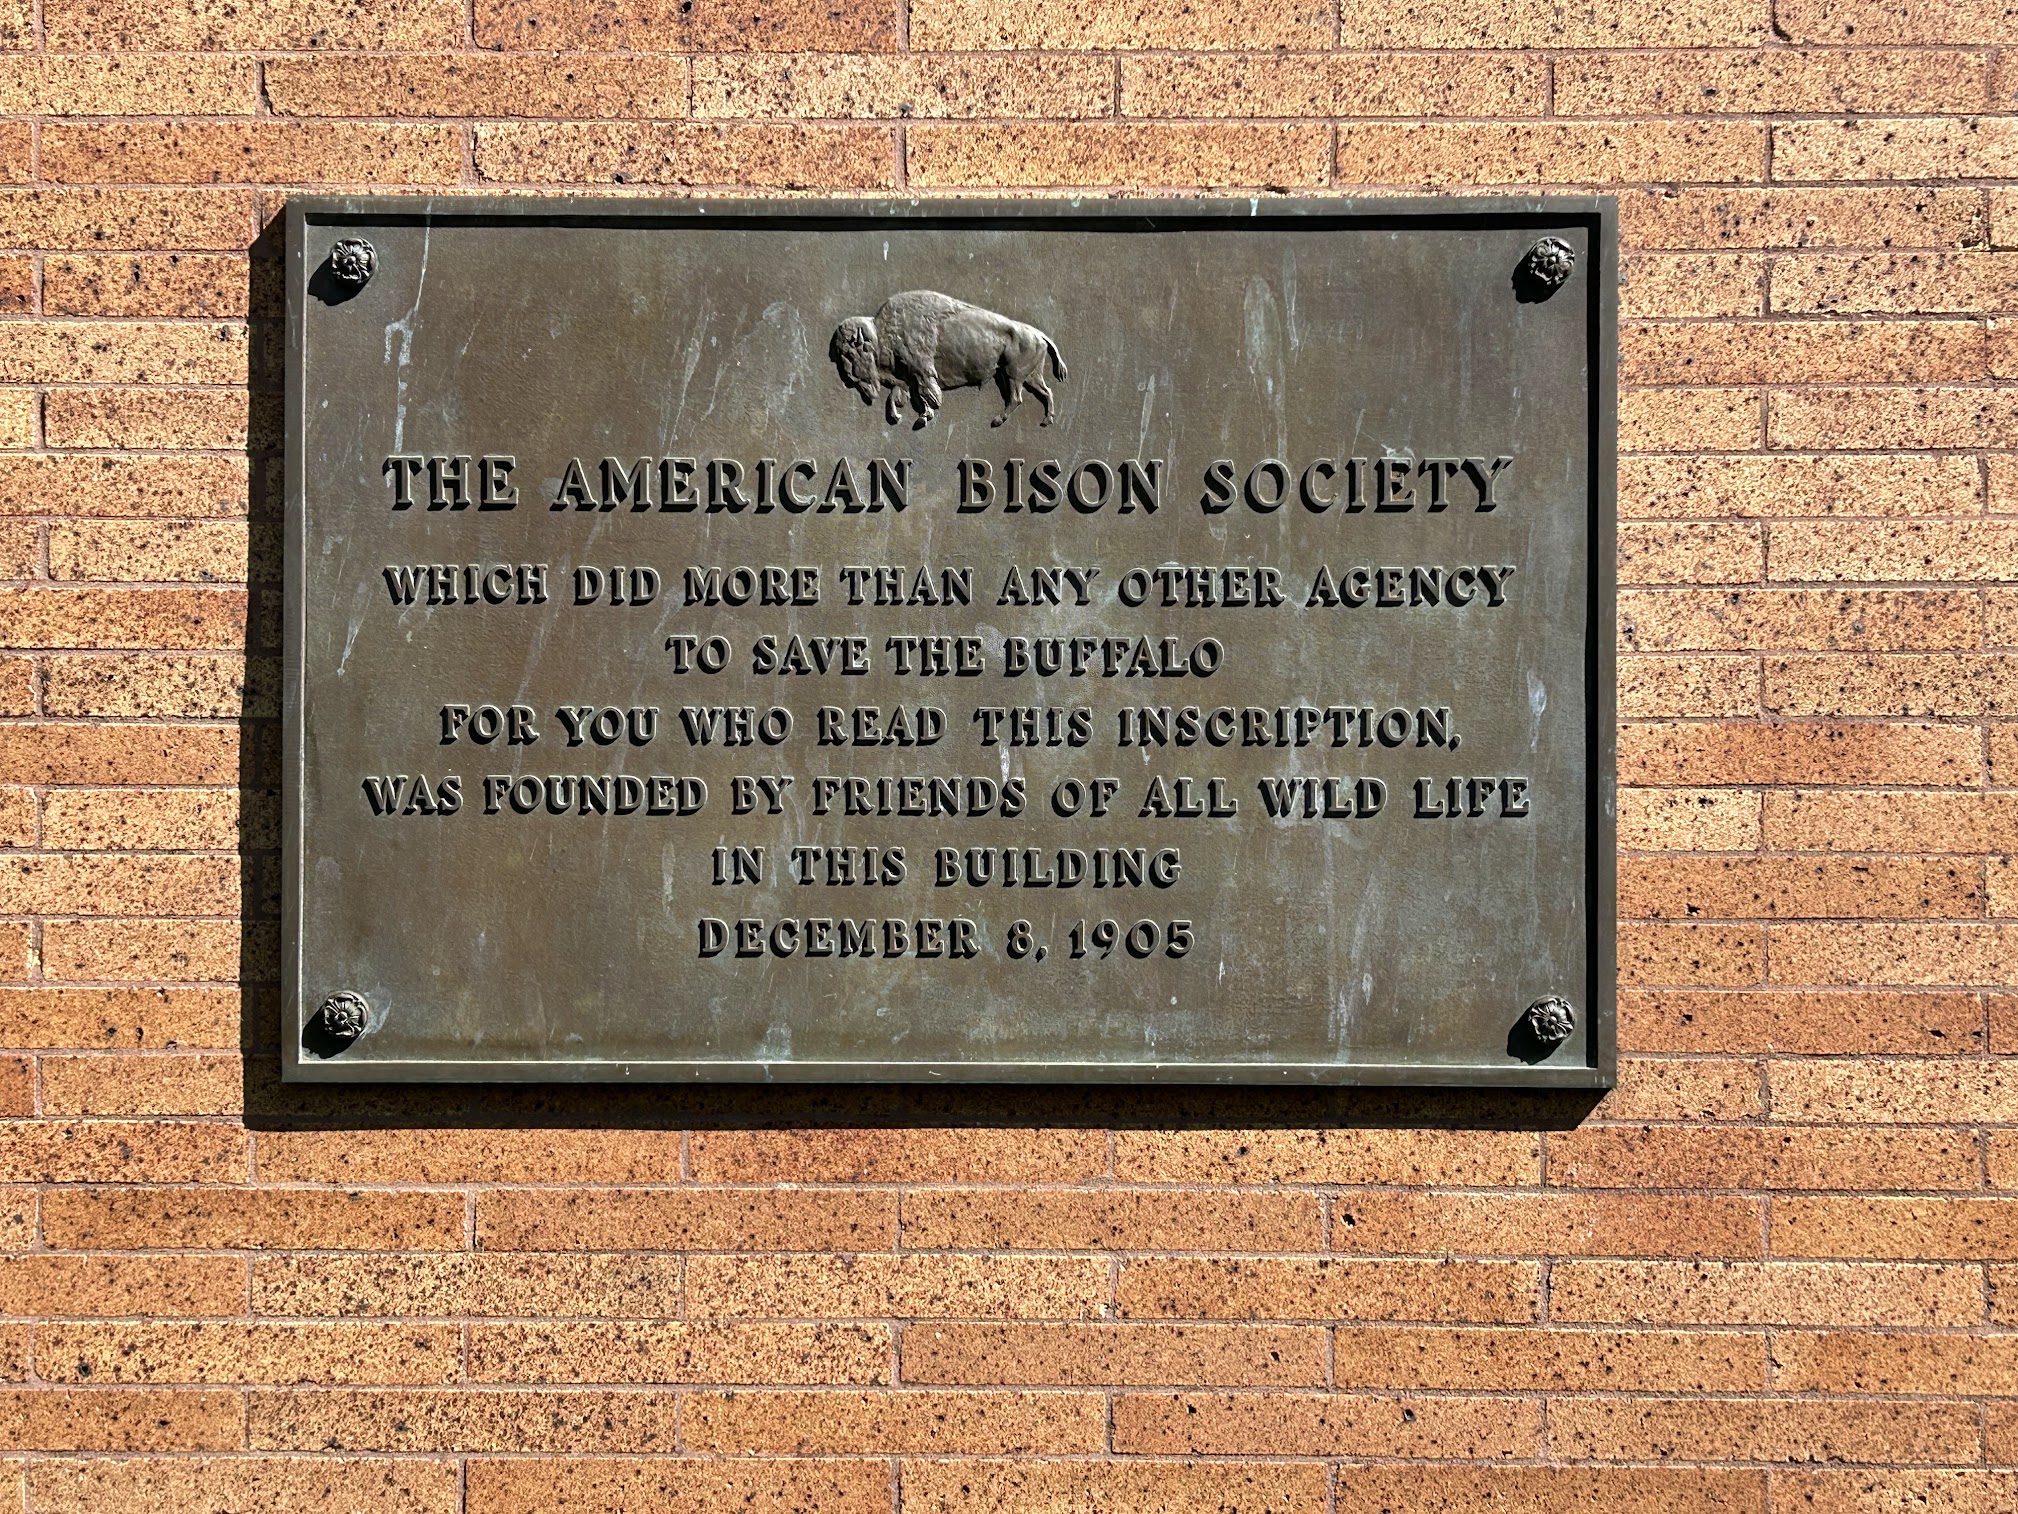 THE AMERICAN BISON SOCIETY
WHICH DID MORE THAN ANY OTHER AGENCY
TO SAVE THE BUFFALO
FOR YOU WHO READ THIS INSCRIPTION,
WAS FOUNDED BY FRIENDS OF ALL WILD LIFE
IN THIS BUILDING
DECEMBER 8, 1905